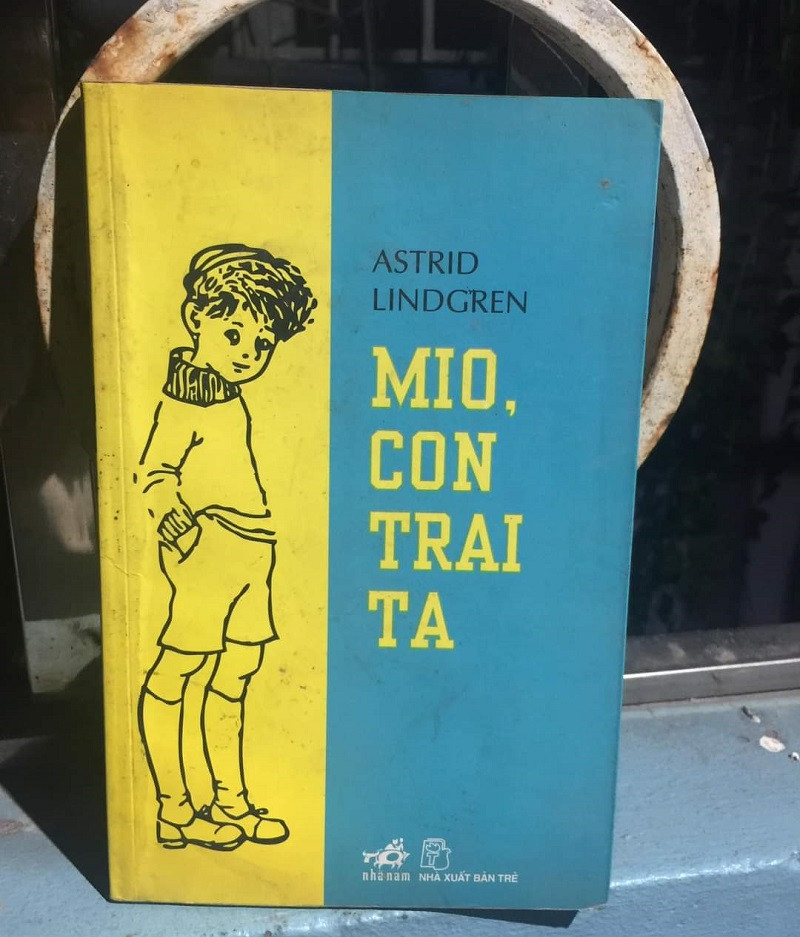 ASTRID
LINDGREN
MIO,
CON
TRAI
TA
nhã nam
NHÀ XUẤT BẢN TRẺ